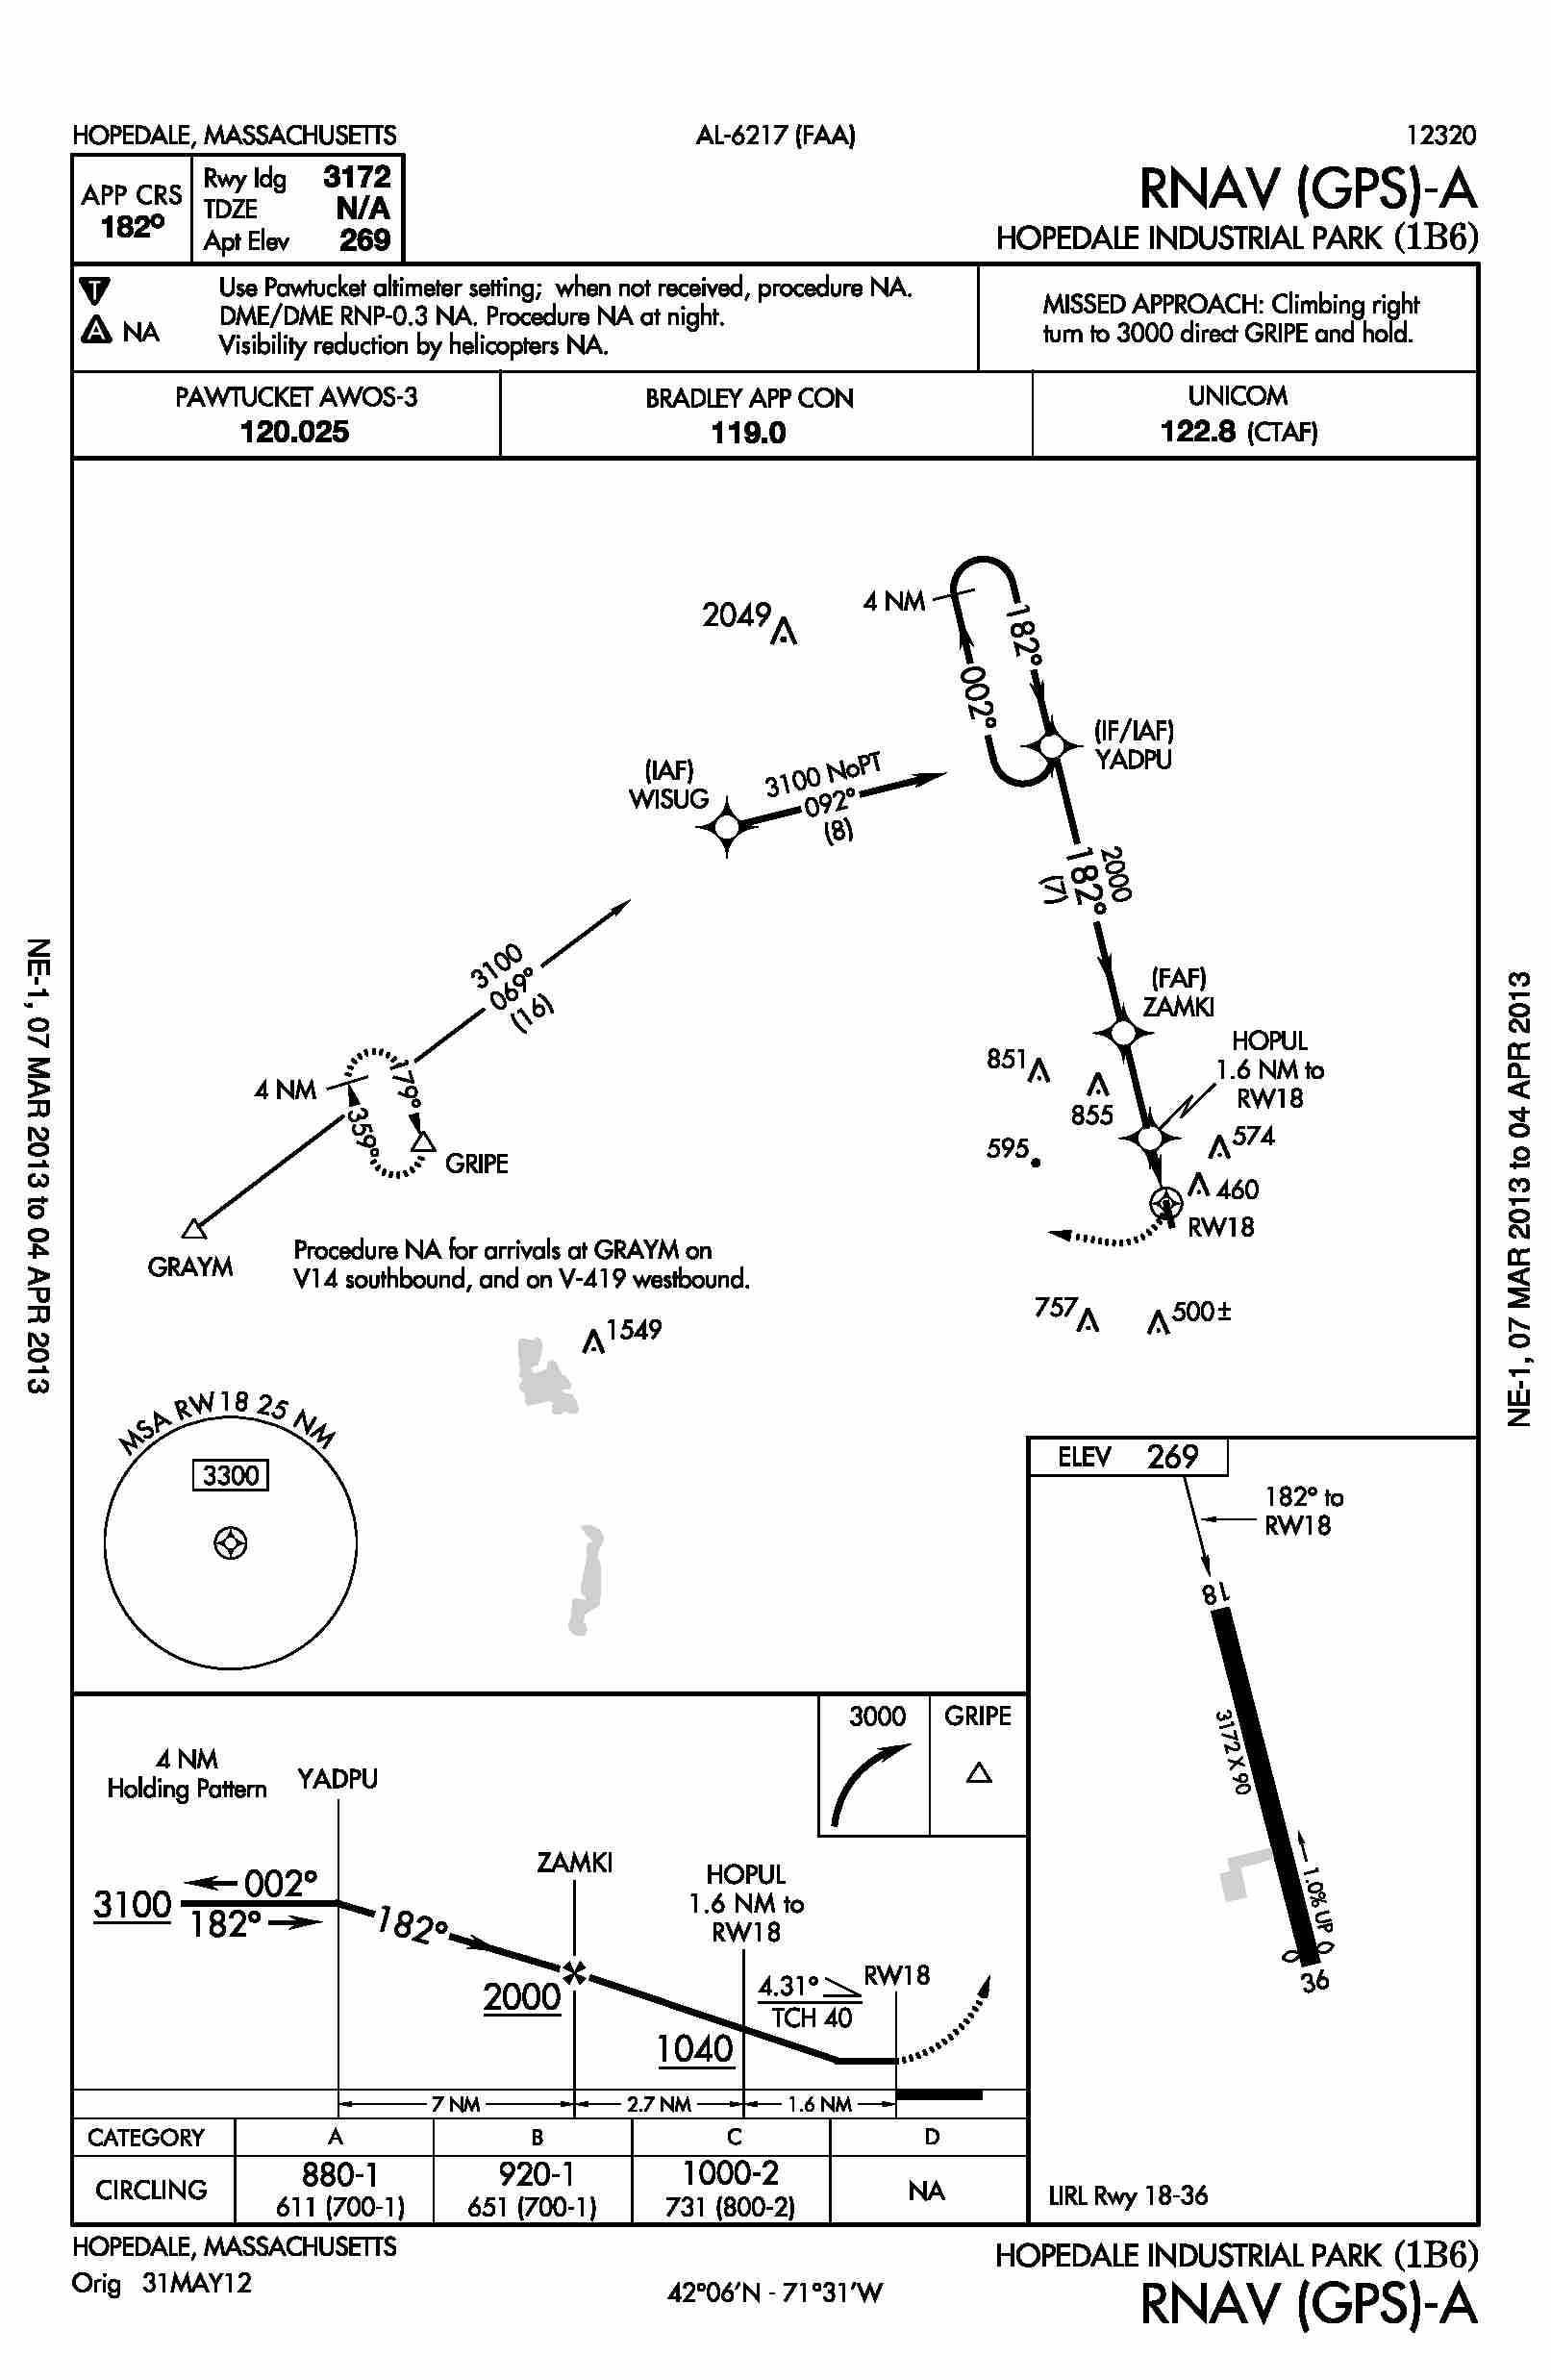 HOPEDALE, MASSACHUSETTS
AL-6217 (FAA)
12320
APP CRS
182°
Rwy ldg 3172
TDZE N/A
Apt Elev 269
RNAV (GPS)-A
HOPEDALE INDUSTRIAL PARK (1B6)
T
A NA
Use Pawtucket altimeter setting; when not received, procedure NA.
DME/DME RNP-0.3 NA. Procedure NA at night.
Visibility reduction by helicopters NA.
MISSED APPROACH: Climbing right
turn to 3000 direct GRIPE and hold.
PAWTUCKET AWOS-3
120.025
BRADLEY APP CON
119.0
UNICOM
122.8 (CTAF)
2049
4 NM
182°
002°
(IF/IAF)
YADPU
(IAF)
WISUG
3100 NoPT
092°
(8)
2000
182°
(7)
3100
069°
(16)
(FAF)
ZAMKI
HOPUL
1.6 NM to
RW18
851
855
595
574
460
RW18
4 NM
179°
359°
GRIPE
GRAYM
Procedure NA for arrivals at GRAYM on
V14 southbound, and on V-419 westbound.
757
500±
1549
MSA RW18 25 NM
3300
NE-1, 07 MAR 2013 to 04 APR 2013
NE-1, 07 MAR 2013 to 04 APR 2013
ELEV 269
182° to
RW18
18
3172 X 90
1.0% UP
36
LIRL Rwy 18-36
3000
GRIPE
4 NM
Holding Pattern
YADPU
002°
3100
182°
182°
ZAMKI
2000
HOPUL
1.6 NM to
RW18
1040
4.31°
TCH 40
RW18
7 NM
2.7 NM
1.6 NM
CATEGORY A B C D
CIRCLING
880-1
611 (700-1)
920-1
651 (700-1)
1000-2
731 (800-2)
NA
HOPEDALE, MASSACHUSETTS
Orig 31MAY12
42°06'N - 71°31'W
HOPEDALE INDUSTRIAL PARK (1B6)
RNAV (GPS)-A